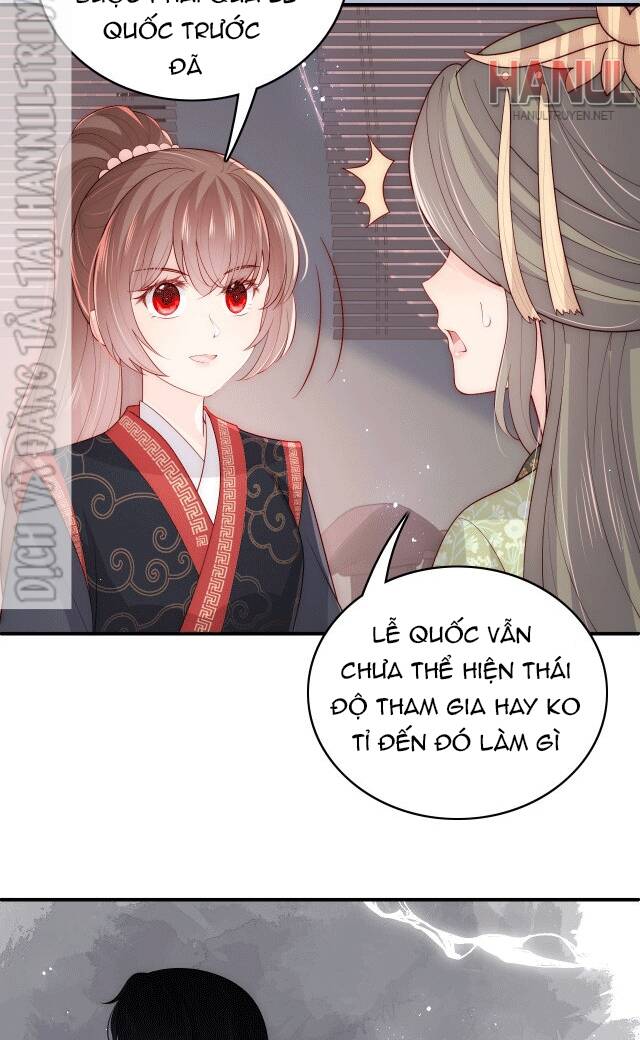 QUỐC TRƯỚC
ĐÃ
HANUL
HANULTRUYEN.NET
DỊCH VÀ ĐĂNG TẢI TẠI HANULTRUY
LỄ QUỐC VẪN
CHƯA THỂ HIỆN THÁI
ĐỘ THAM GIA HAY KO
TỈ ĐẾN ĐÓ LÀM GÌ